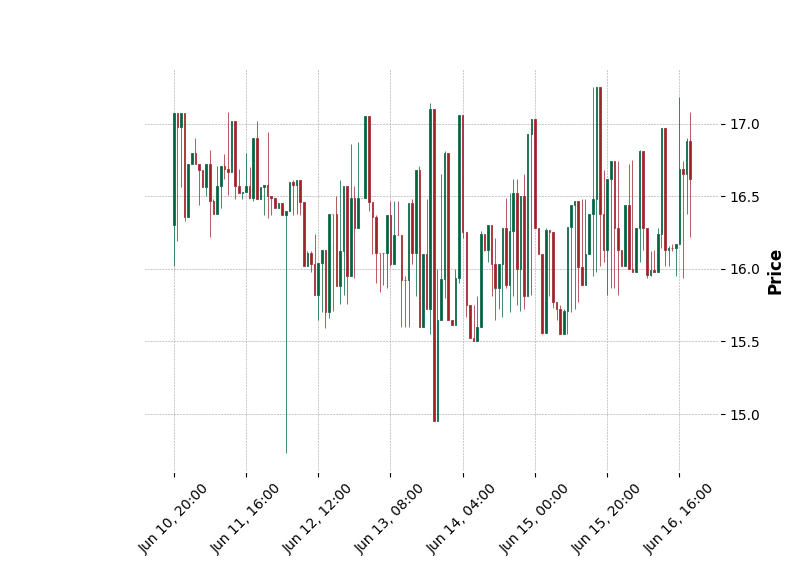 17.0
16.5
16.0
15.5
15.0
Price
Jun 10, 20:00
Jun 11, 16:00
Jun 12, 12:00
Jun 13, 08:00
Jun 14, 04:00
Jun 15, 00:00
Jun 15, 20:00
Jun 16, 16:00